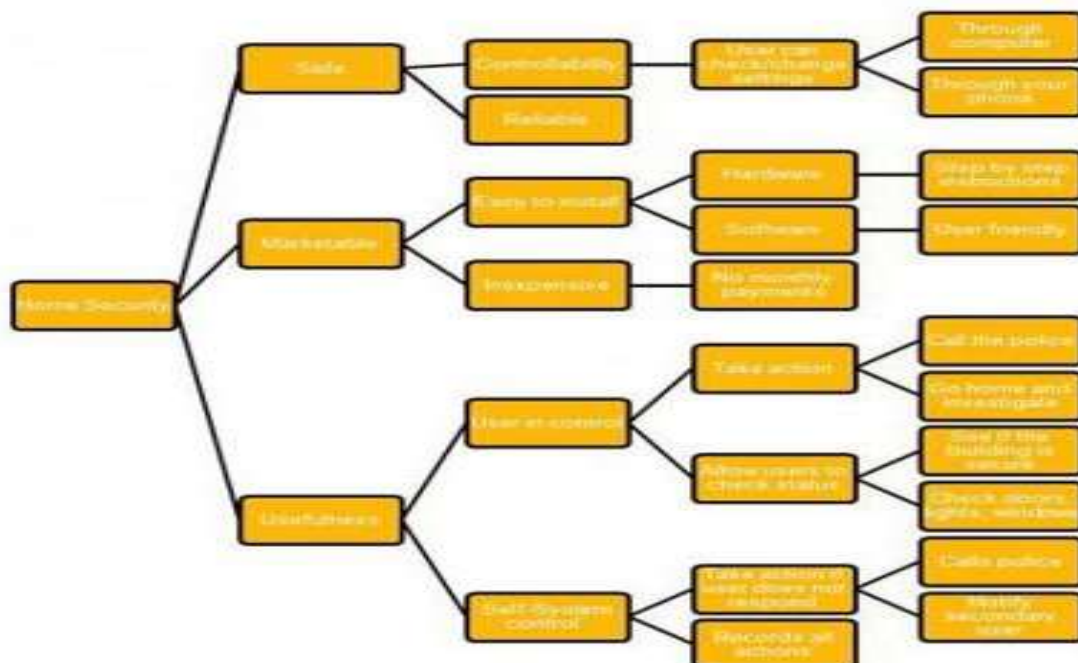 Home Security
Safe
Controllability
User can
check/change
settings
Through
computer
Through your
phone
Reliable
Marketable
Easy to install
Hardware
Step by step
instructions
Software
User friendly
Inexpensive
No monthly
payments
Usefulness
User in control
Take action
Call the police
Go home and
investigate
Allow users to
check status
See if the
building is
secure
Check doors,
lights, windows
Self-System
control
Take action if
user does not
respond
Calls police
Notify
secondary
user
Records all
actions